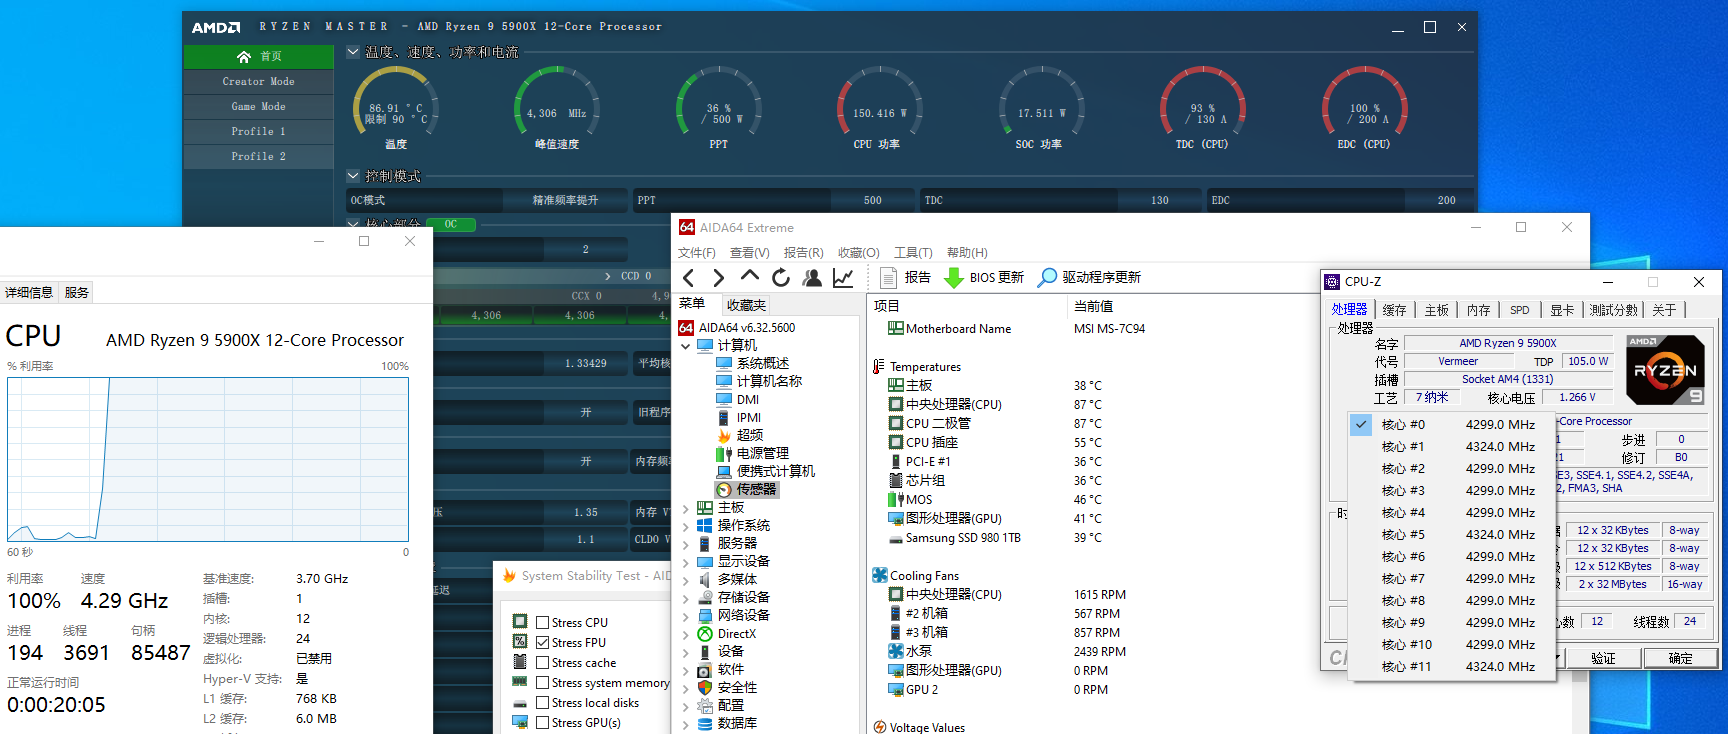 AMD RYZEN MASTER - AMD Ryzen 9 5900X 12-Core Processor
首页
Creator Mode
Game Mode
Profile 1
Profile 2
温度、速度、功率和电流
86.91 °C
限制 90 °C
温度
4,306 MHz
峰值速度
36 %
/ 500 W
PPT
150.416 W
CPU 功率
17.511 W
SOC 功率
93 %
/ 130 A
TDC (CPU)
100 %
/ 200 A
EDC (CPU)
控制模式
OC模式 精准频率提升 PPT 500 TDC 130 EDC 200
核心部分 OC
2
CCD 0
CCX 0
4,306 4,306 4,306
1.33429 平均核
开 旧程序
开 内存频
压 1.35 内存 V
1.1 CLDO V
延迟
详细信息 服务
CPU AMD Ryzen 9 5900X 12-Core Processor
% 利用率 100%
60 秒 0
利用率 速度
100% 4.29 GHz
进程 线程 句柄
194 3691 85487
正常运行时间
0:00:20:05
基准速度: 3.70 GHz
插槽: 1
内核: 12
逻辑处理器: 24
虚拟化: 已禁用
Hyper-V 支持: 是
L1 缓存: 768 KB
L2 缓存: 6.0 MB
System Stability Test - AID
Stress CPU
Stress FPU
Stress cache
Stress system memory
Stress local disks
Stress GPU(s)
64 AIDA64 Extreme
文件(F) 查看(V) 报告(R) 收藏(O) 工具(T) 帮助(H)
报告 BIOS 更新 驱动程序更新
菜单 收藏夹
64 AIDA64 v6.32.5600
计算机
系统概述
计算机名称
DMI
IPMI
超频
电源管理
便携式计算机
传感器
主板
操作系统
服务器
显示设备
多媒体
存储设备
网络设备
DirectX
设备
软件
安全性
配置
数据库
项目 当前值
Motherboard Name MSI MS-7C94
Temperatures
主板 38 °C
中央处理器(CPU) 87 °C
CPU 二极管 87 °C
CPU 插座 55 °C
PCI-E #1 36 °C
芯片组 36 °C
MOS 46 °C
图形处理器(GPU) 41 °C
Samsung SSD 980 1TB 39 °C
Cooling Fans
中央处理器(CPU) 1615 RPM
#2 机箱 567 RPM
#3 机箱 857 RPM
水泵 2439 RPM
图形处理器(GPU) 0 RPM
GPU 2 0 RPM
Voltage Values
CPU-Z
处理器 缓存 主板 内存 SPD 显卡 測試分數 关于
处理器
名字 AMD Ryzen 9 5900X
代号 Vermeer TDP 105.0 W
插槽 Socket AM4 (1331)
工艺 7 纳米 核心电压 1.266 V
AMD
RYZEN
9
-Core Processor
1 步进 0
21 修订 B0
E3, SSE4.1, SSE4.2, SSE4A,
2, FMA3, SHA
核心 #0 4299.0 MHz
核心 #1 4324.0 MHz
核心 #2 4299.0 MHz
核心 #3 4299.0 MHz
核心 #4 4299.0 MHz
核心 #5 4324.0 MHz
核心 #6 4299.0 MHz
核心 #7 4299.0 MHz
核心 #8 4299.0 MHz
核心 #9 4299.0 MHz
核心 #10 4299.0 MHz
核心 #11 4324.0 MHz
12 x 32 KBytes 8-way
12 x 32 KBytes 8-way
12 x 512 KBytes 8-way
2 x 32 MBytes 16-way
心数 12 线程数 24
验证 确定